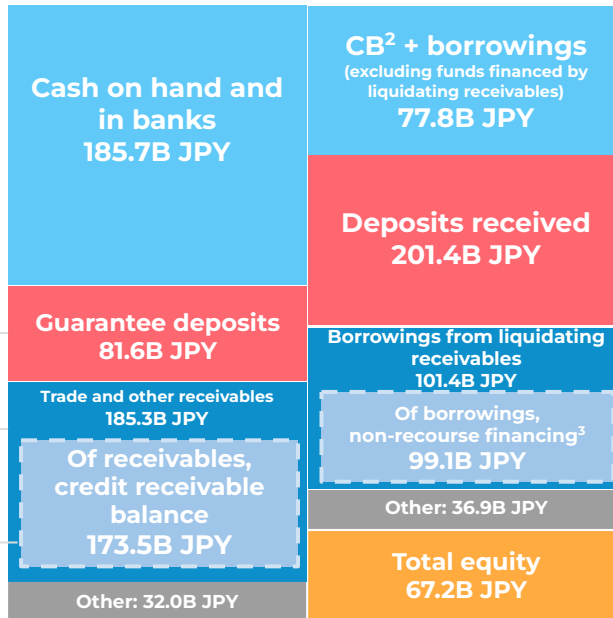 Cash on hand and
in banks
185.7B JPY
Guarantee deposits
81.6B JPY
Trade and other receivables
185.3B JPY
Of receivables,
credit receivable
balance
173.5B JPY
Other: 32.0B JPY
CB² + borrowings
(excluding funds financed by
liquidating receivables)
77.8B JPY
Deposits received
201.4B JPY
Borrowings from liquidating
receivables
101.4B JPY
Of borrowings,
non-recourse financing³
99.1B JPY
Other: 36.9B JPY
Total equity
67.2B JPY